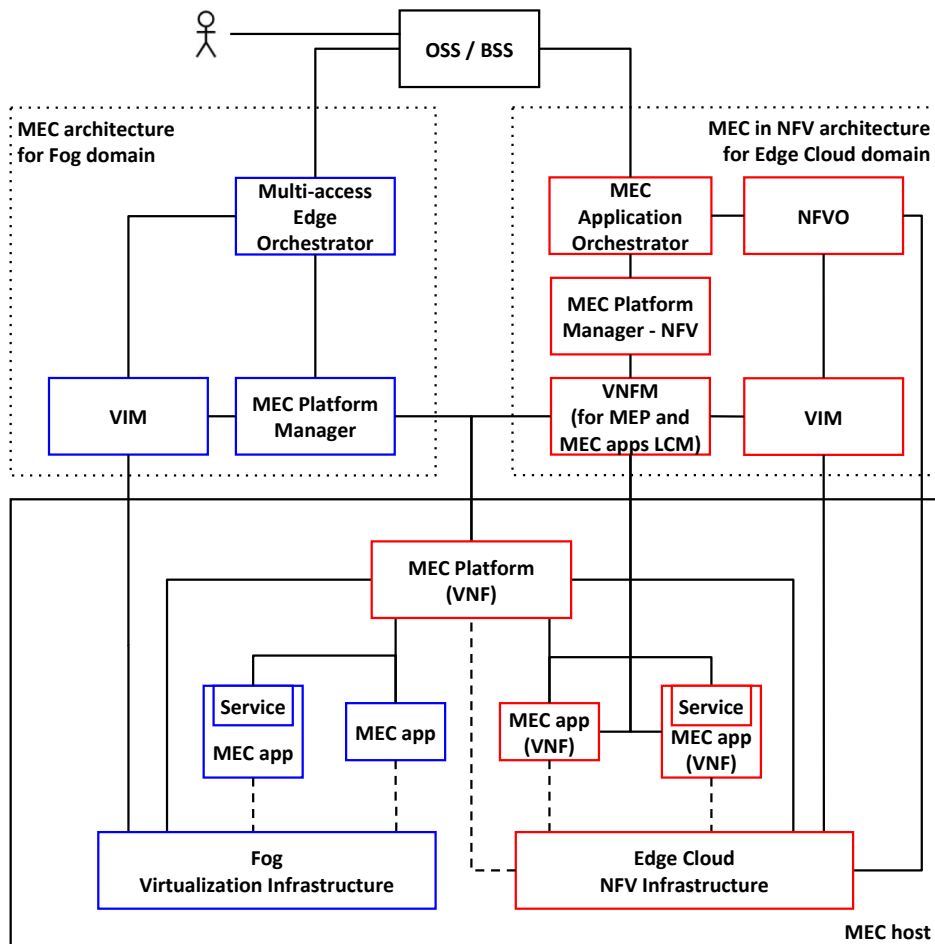 OSS / BSS
MEC architecture
for Fog domain
MEC in NFV architecture
for Edge Cloud domain
Multi-access
Edge
Orchestrator
MEC
Application
Orchestrator
NFVO
MEC Platform
Manager - NFV
VIM
MEC Platform
Manager
VNFM
(for MEP and
MEC apps LCM)
VIM
MEC Platform
(VNF)
Service
MEC app
MEC app
MEC app
(VNF)
Service
MEC app
(VNF)
Fog
Virtualization Infrastructure
Edge Cloud
NFV Infrastructure
MEC host